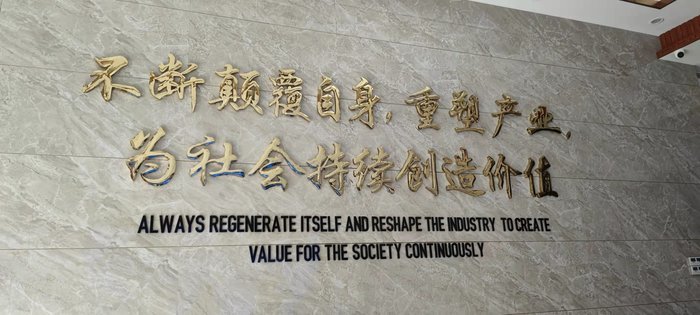 不断颠覆自身，重塑产业，
为社会持续创造价值
ALWAYS REGENERATE ITSELF AND RESHAPE THE INDUSTRY TO CREATE
VALUE FOR THE SOCIETY CONTINUOUSLY